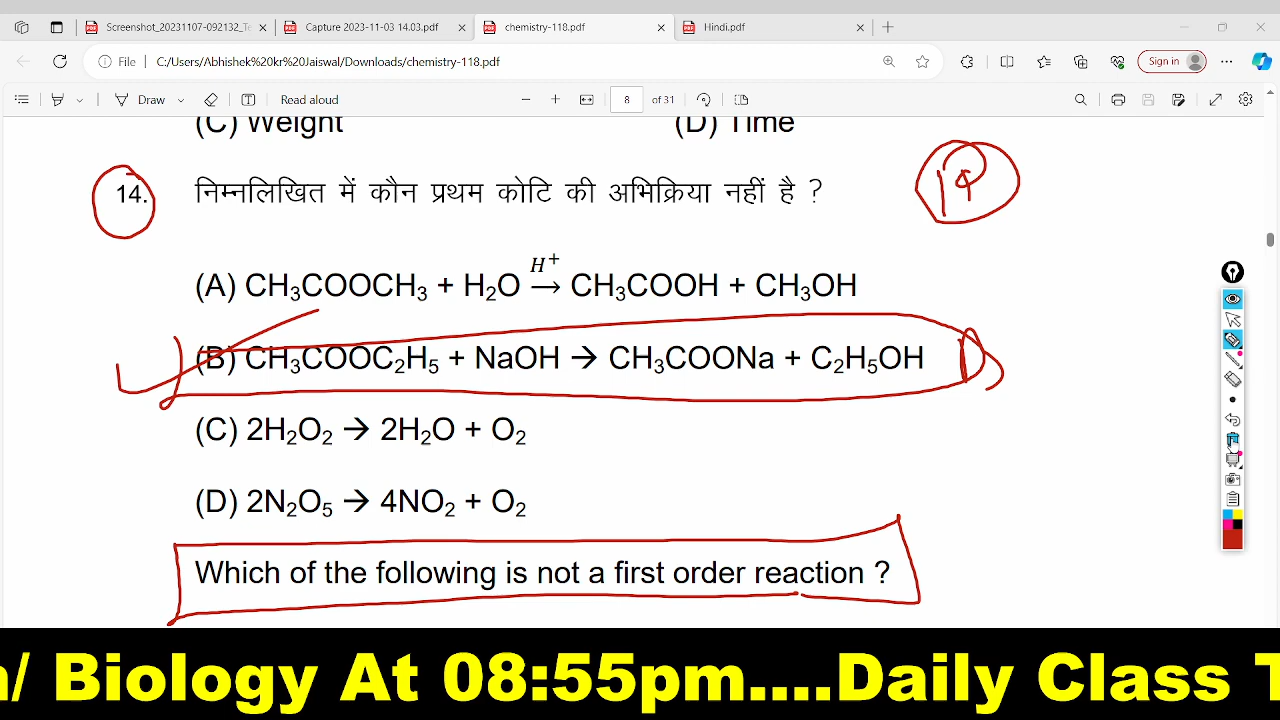 Screenshot_20231107-092132_Te
Capture 2023-11-03 14.03.pdf
chemistry-118.pdf
Hindi.pdf
File C:/Users/Abhishek%20kr%20Jaiswal/Downloads/chemistry-118.pdf
Sign in
Draw
Read aloud
8 of 31
(C) Weight (D) Time
14. निम्नलिखित में कौन प्रथम कोटि की अभिक्रिया नहीं है ?
(A) CH₃COOCH₃ + H₂O H⁺→ CH₃COOH + CH₃OH
(B) CH₃COOC₂H₅ + NaOH → CH₃COONa + C₂H₅OH
(C) 2H₂O₂ → 2H₂O + O₂
(D) 2N₂O₅ → 4NO₂ + O₂
Which of the following is not a first order reaction ?
/ Biology At 08:55pm....Daily Class T